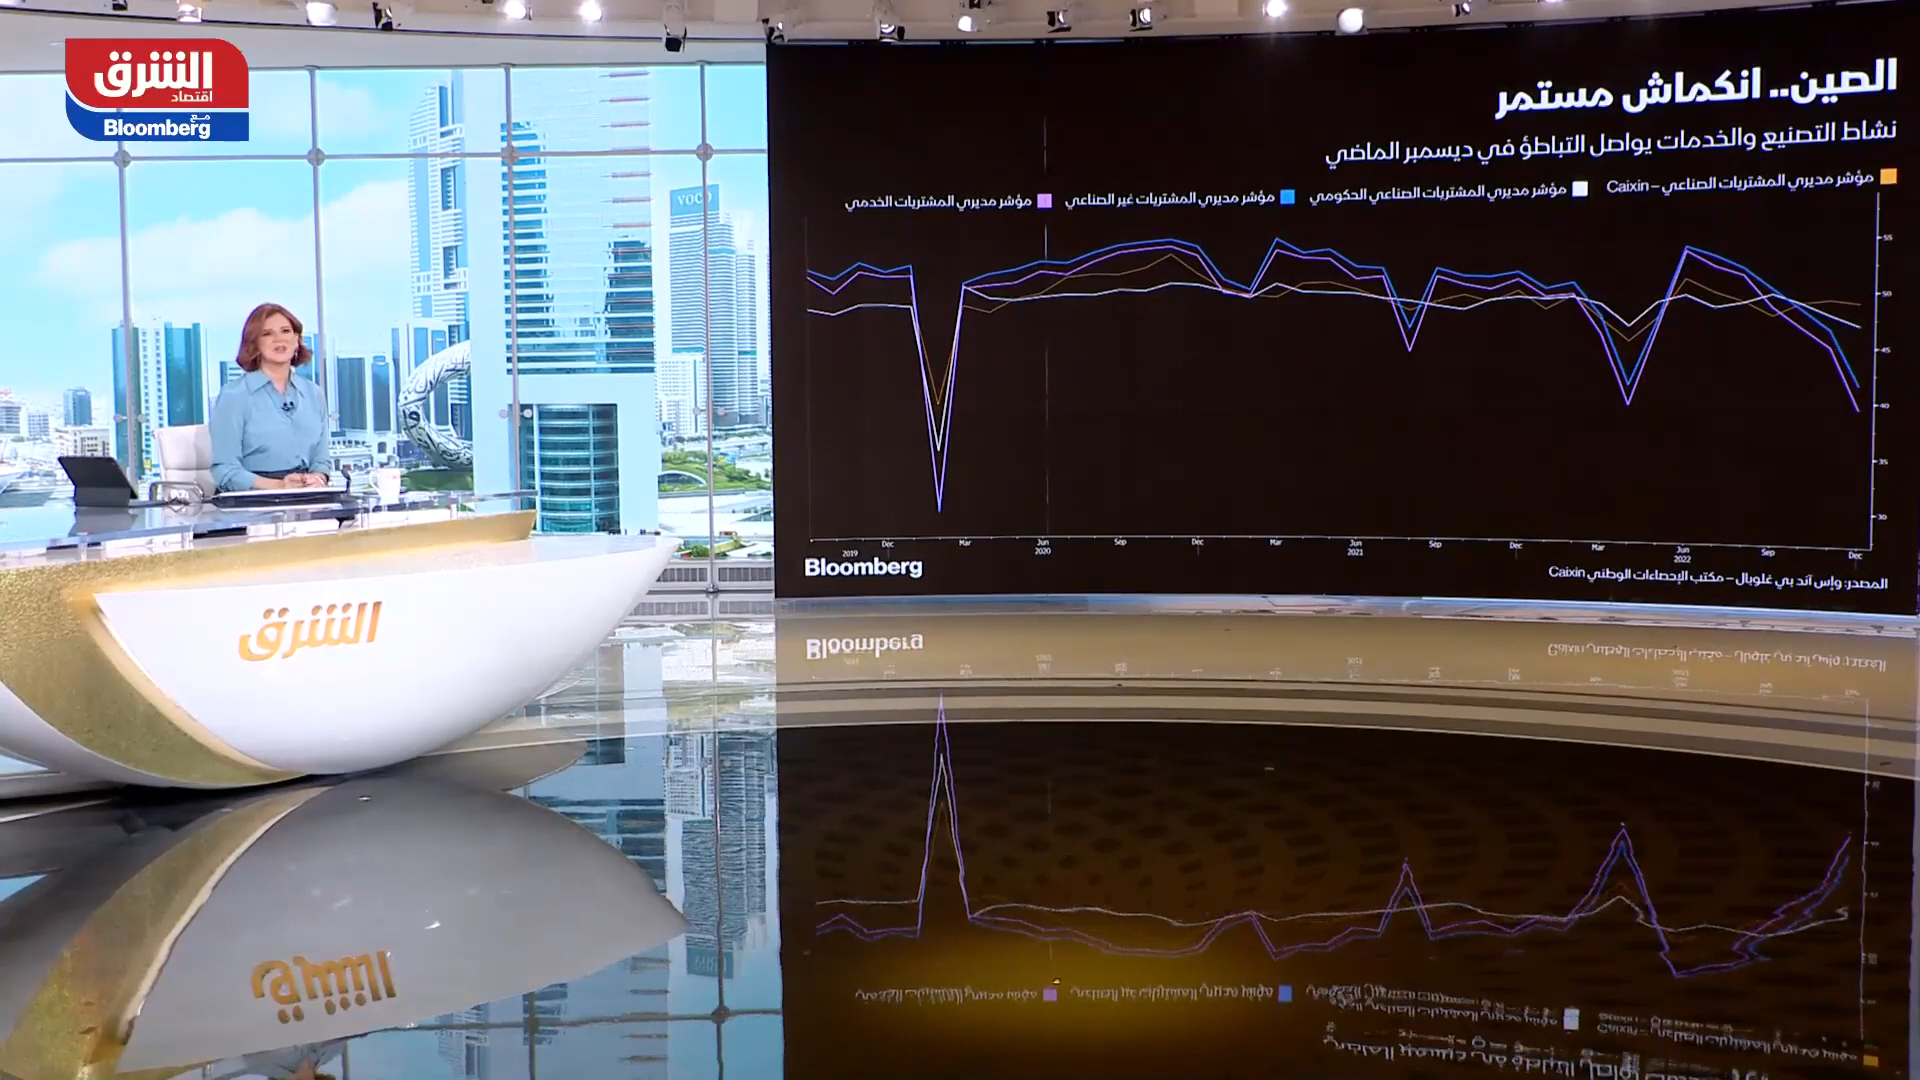 الشرق
اقتصاد
مع
Bloomberg
VOCO
الشرق
الصين.. انكماش مستمر
نشاط التصنيع والخدمات يواصل التباطؤ في ديسمبر الماضي
مؤشر مديري المشتريات الصناعي – Caixin
مؤشر مديري المشتريات الصناعي الحكومي
مؤشر مديري المشتريات غير الصناعي
مؤشر مديري المشتريات الخدمي
55
50
45
40
35
30
Dec Mar Jun Sep Dec Mar Jun Sep Dec Mar Jun Sep Dec
2019 2020 2021 2022
Bloomberg
المصدر: وإس آند بي غلوبال – مكتب الإحصاءات الوطني Caixin